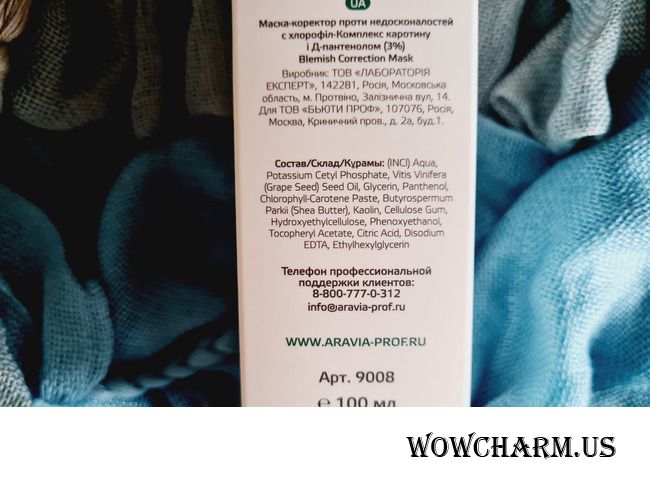 UA
Маска-коректор проти недосконалостей
с хлорофіл-Комплекс каротину
і Д-пантенолом (3%)
Blemish Correction Mask
Виробник: ТОВ «ЛАБОРАТОРІЯ
ЕКСПЕРТ», 142281, Росія, Московська
область, м. Протвіно, Залізнична вул, 14.
Для ТОВ «БЬЮТИ ПРОФ», 107076, Росія,
Москва, Криничний пров., д. 2а, буд.1.
Состав/Склад/Құрамы: (INCI) Aqua,
Potassium Cetyl Phosphate, Vitis Vinifera
(Grape Seed) Seed Oil, Glycerin, Panthenol,
Chlorophyll-Carotene Paste, Butyrospermum
Parkii (Shea Butter), Kaolin, Cellulose Gum,
Hydroxyethylcellulose, Phenoxyethanol,
Tocopheryl Acetate, Citric Acid, Disodium
EDTA, Ethylhexylglycerin
Телефон профессиональной
поддержки клиентов:
8-800-777-0-312
info@aravia-prof.ru
WWW.ARAVIA-PROF.RU
Арт. 9008
℮ 100 мл
WOWCHARM.US